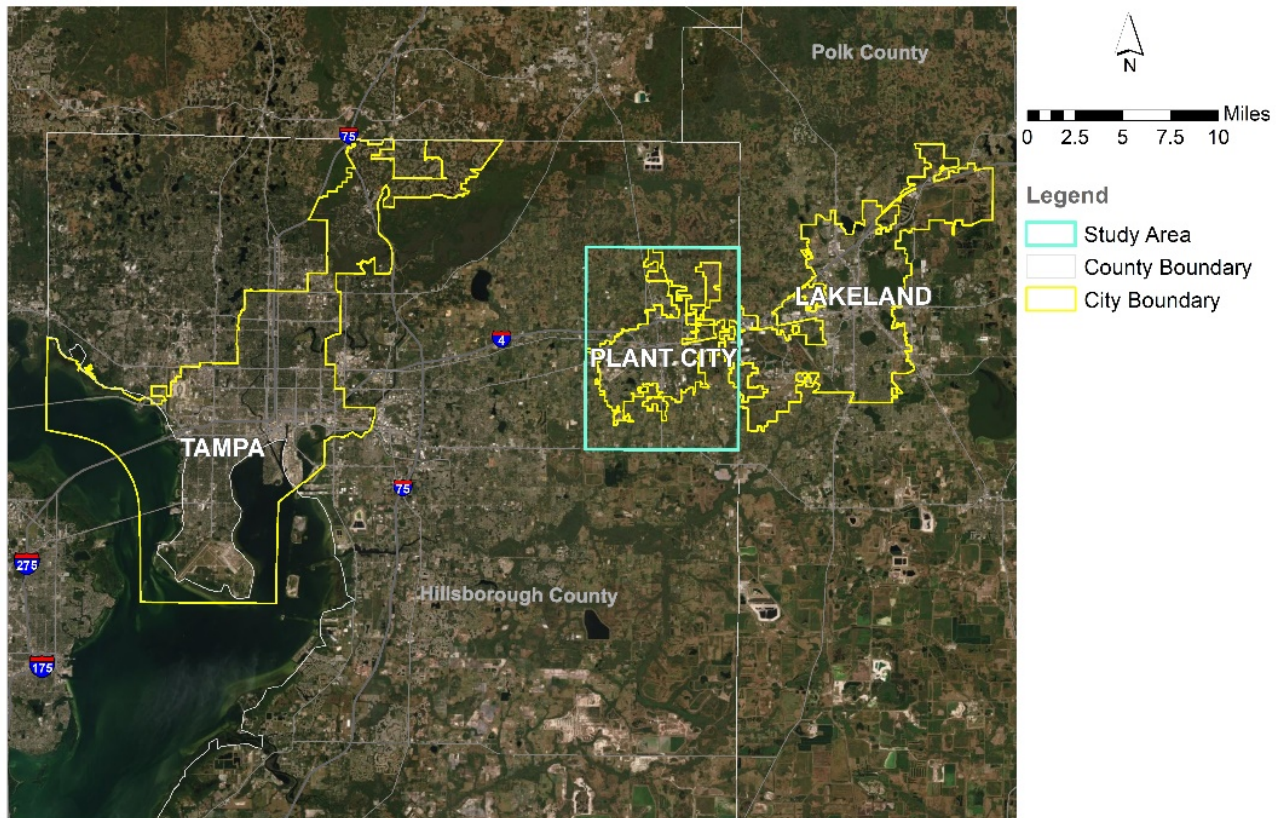 Polk County
N
Miles
0 2.5 5 7.5 10
75
Legend
Study Area
County Boundary
City Boundary
LAKELAND
4
PLANT CITY
TAMPA
75
275
Hillsborough County
175